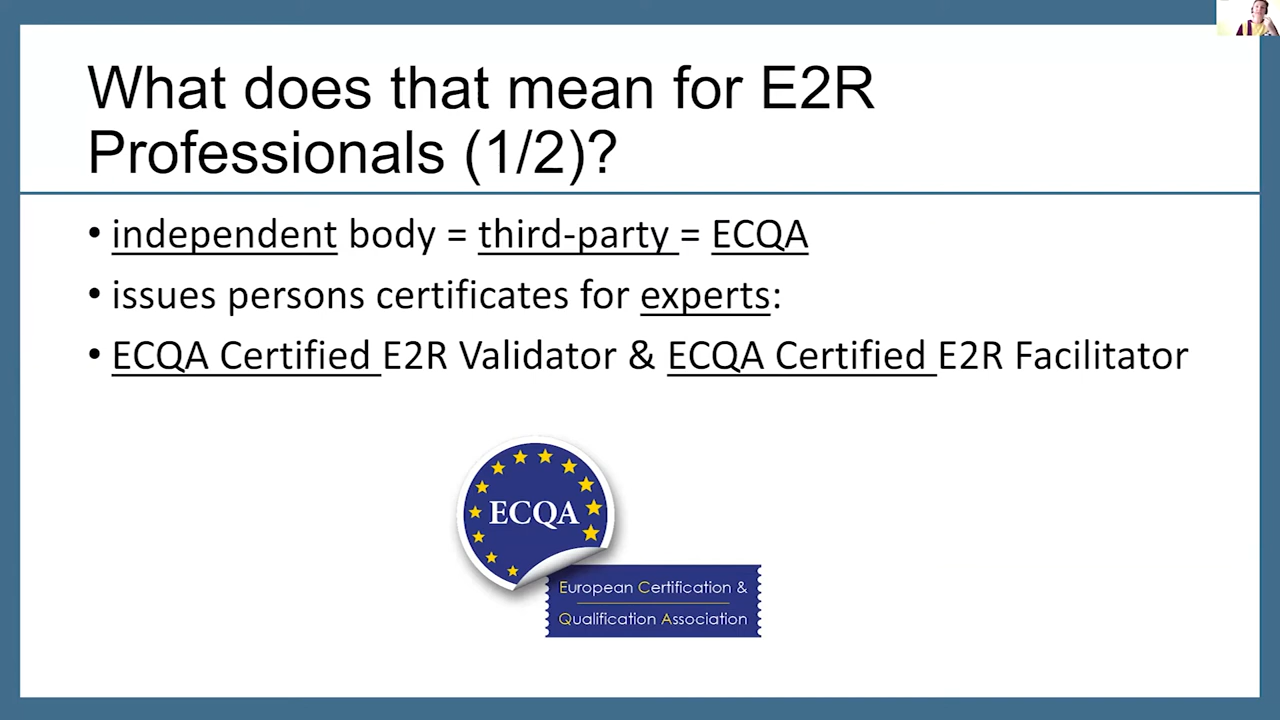 What does that mean for E2R
Professionals (1/2)?
• independent body = third-party = ECQA
• issues persons certificates for experts:
• ECQA Certified E2R Validator & ECQA Certified E2R Facilitator
ECQA
European Certification &
Qualification Association